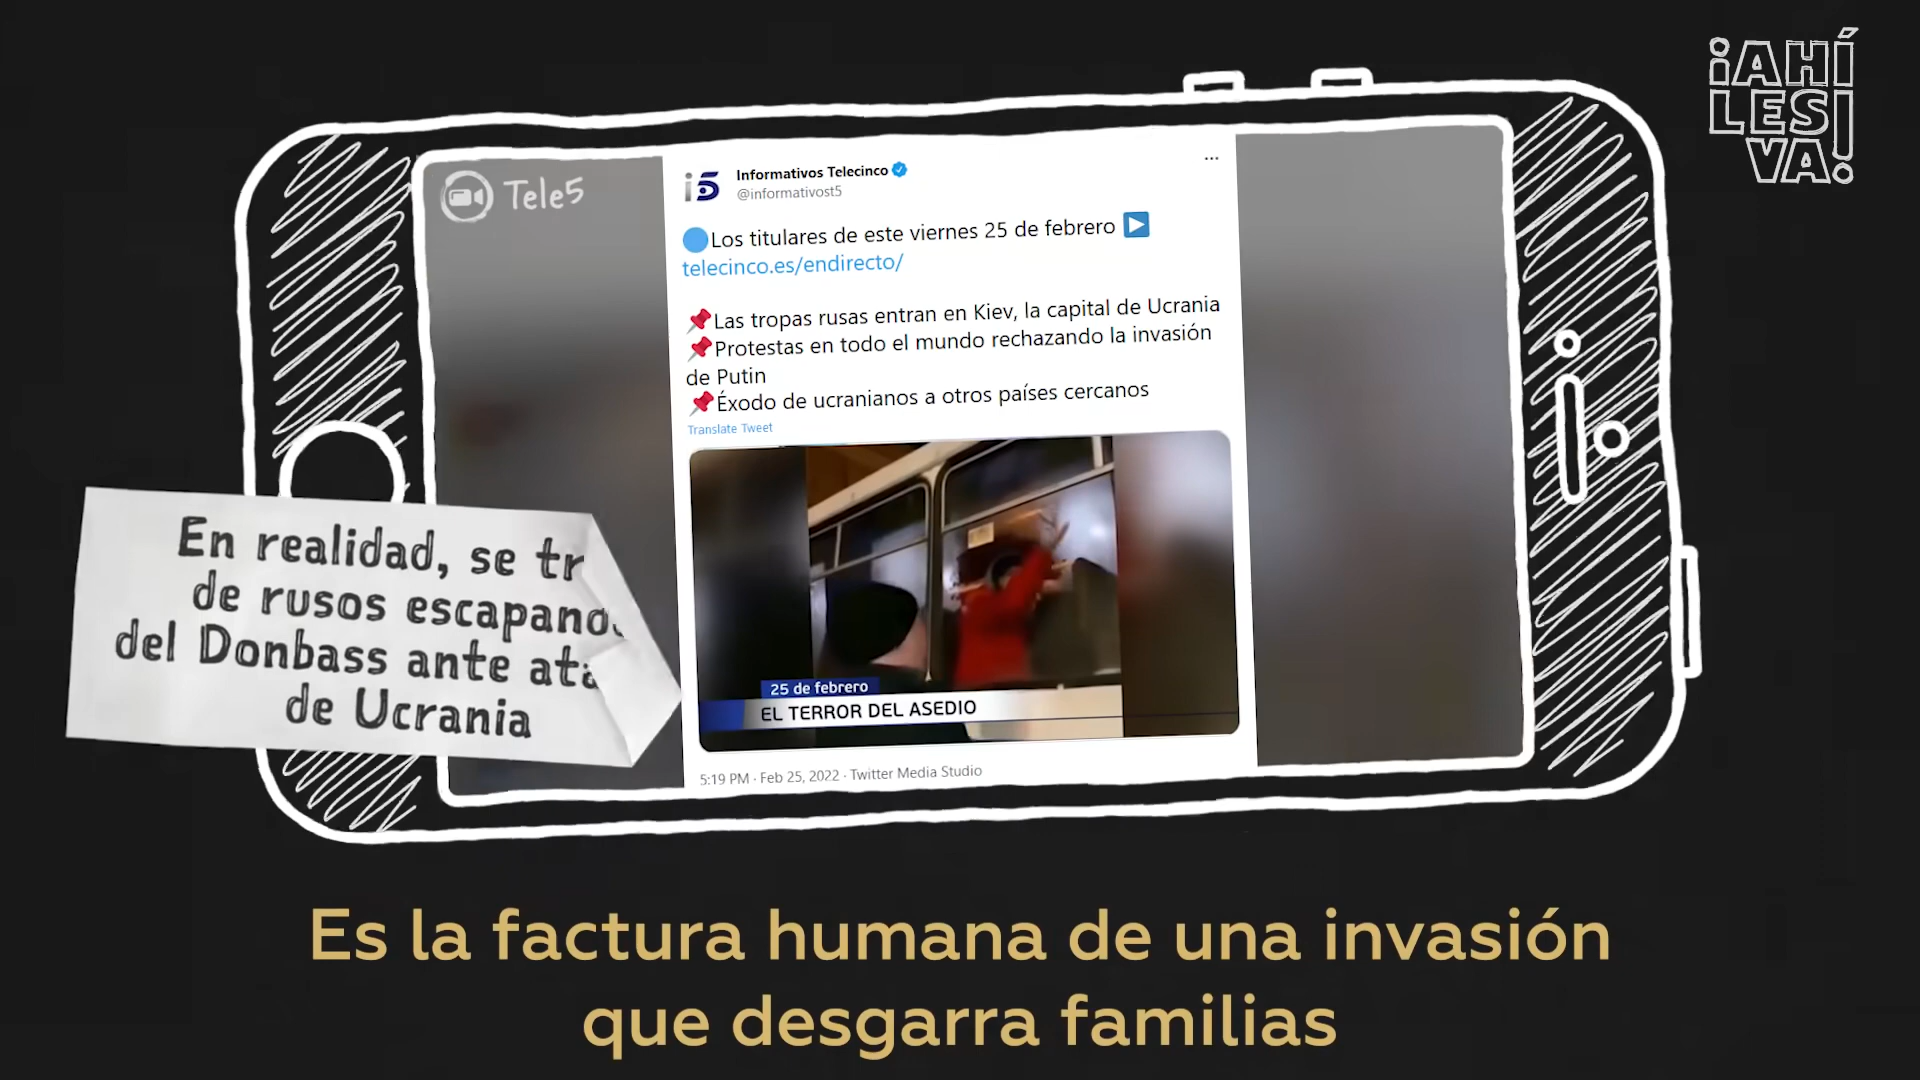 ¡AHÍ
LES
VA!
Tele5
i5
Informativos Telecinco
@informativost5
Los titulares de este viernes 25 de febrero
telecinco.es/endirecto/
Las tropas rusas entran en Kiev, la capital de Ucrania
Protestas en todo el mundo rechazando la invasión
de Putin
Éxodo de ucranianos a otros países cercanos
Translate Tweet
25 de febrero
EL TERROR DEL ASEDIO
5:19 PM · Feb 25, 2022 · Twitter Media Studio
En realidad, se
de rusos
del Donbass ante
de Ucrania
Es la factura humana de una invasión
que desgarra familias